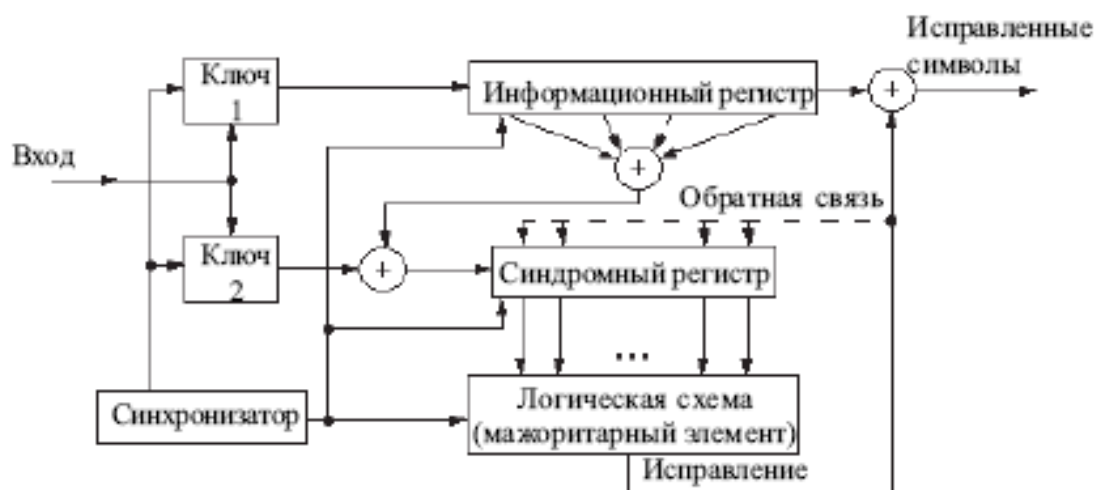 Исправленные
символы
Ключ
1
Информационный регистр
+
Вход
+
Обратная связь
Ключ
2
+
Синдромный регистр
...
Синхронизатор
Логическая схема
(мажоритарный элемент)
Исправление